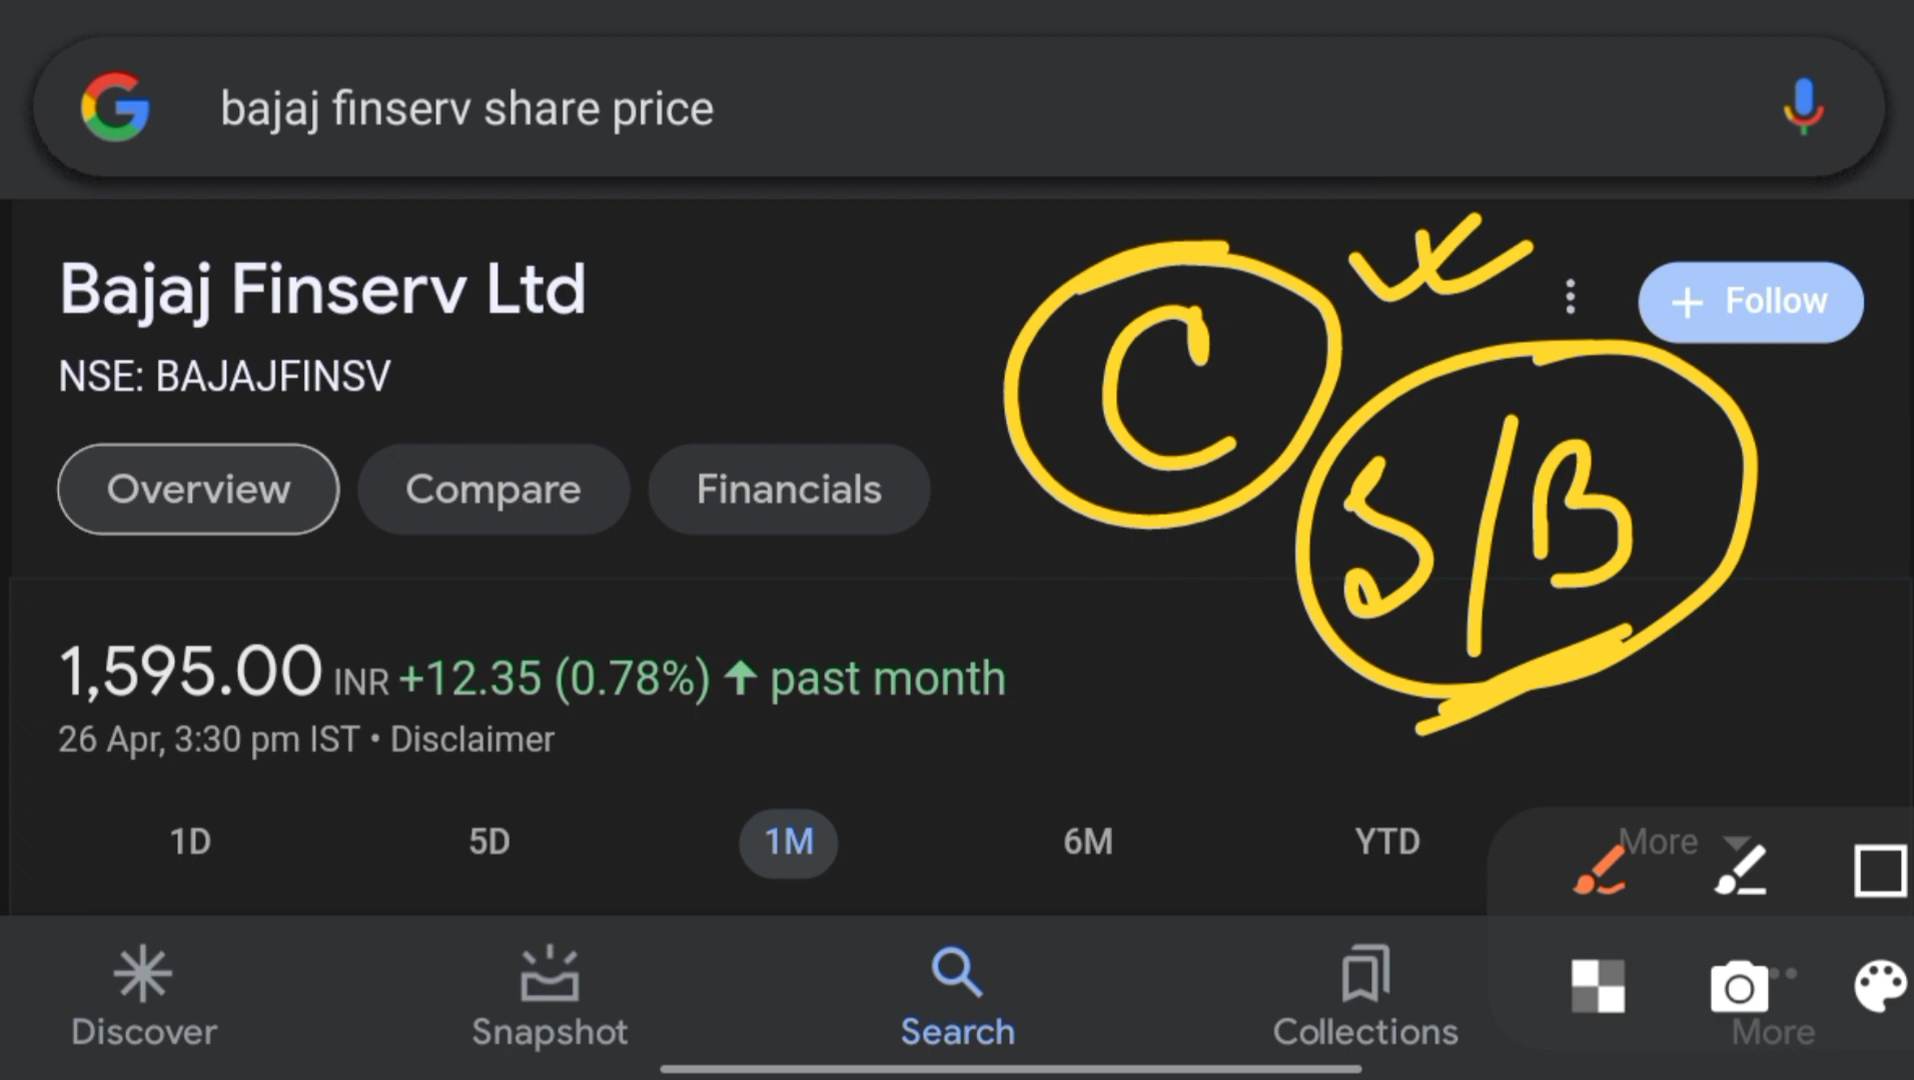 bajaj finserv share price
Bajaj Finserv Ltd
+ Follow
NSE: BAJAJFINSV
C
S/B
Overview Compare Financials
1,595.00 INR +12.35 (0.78%) ↑ past month
26 Apr, 3:30 pm IST • Disclaimer
1D 5D 1M 6M YTD More
Discover Snapshot Search Collections More